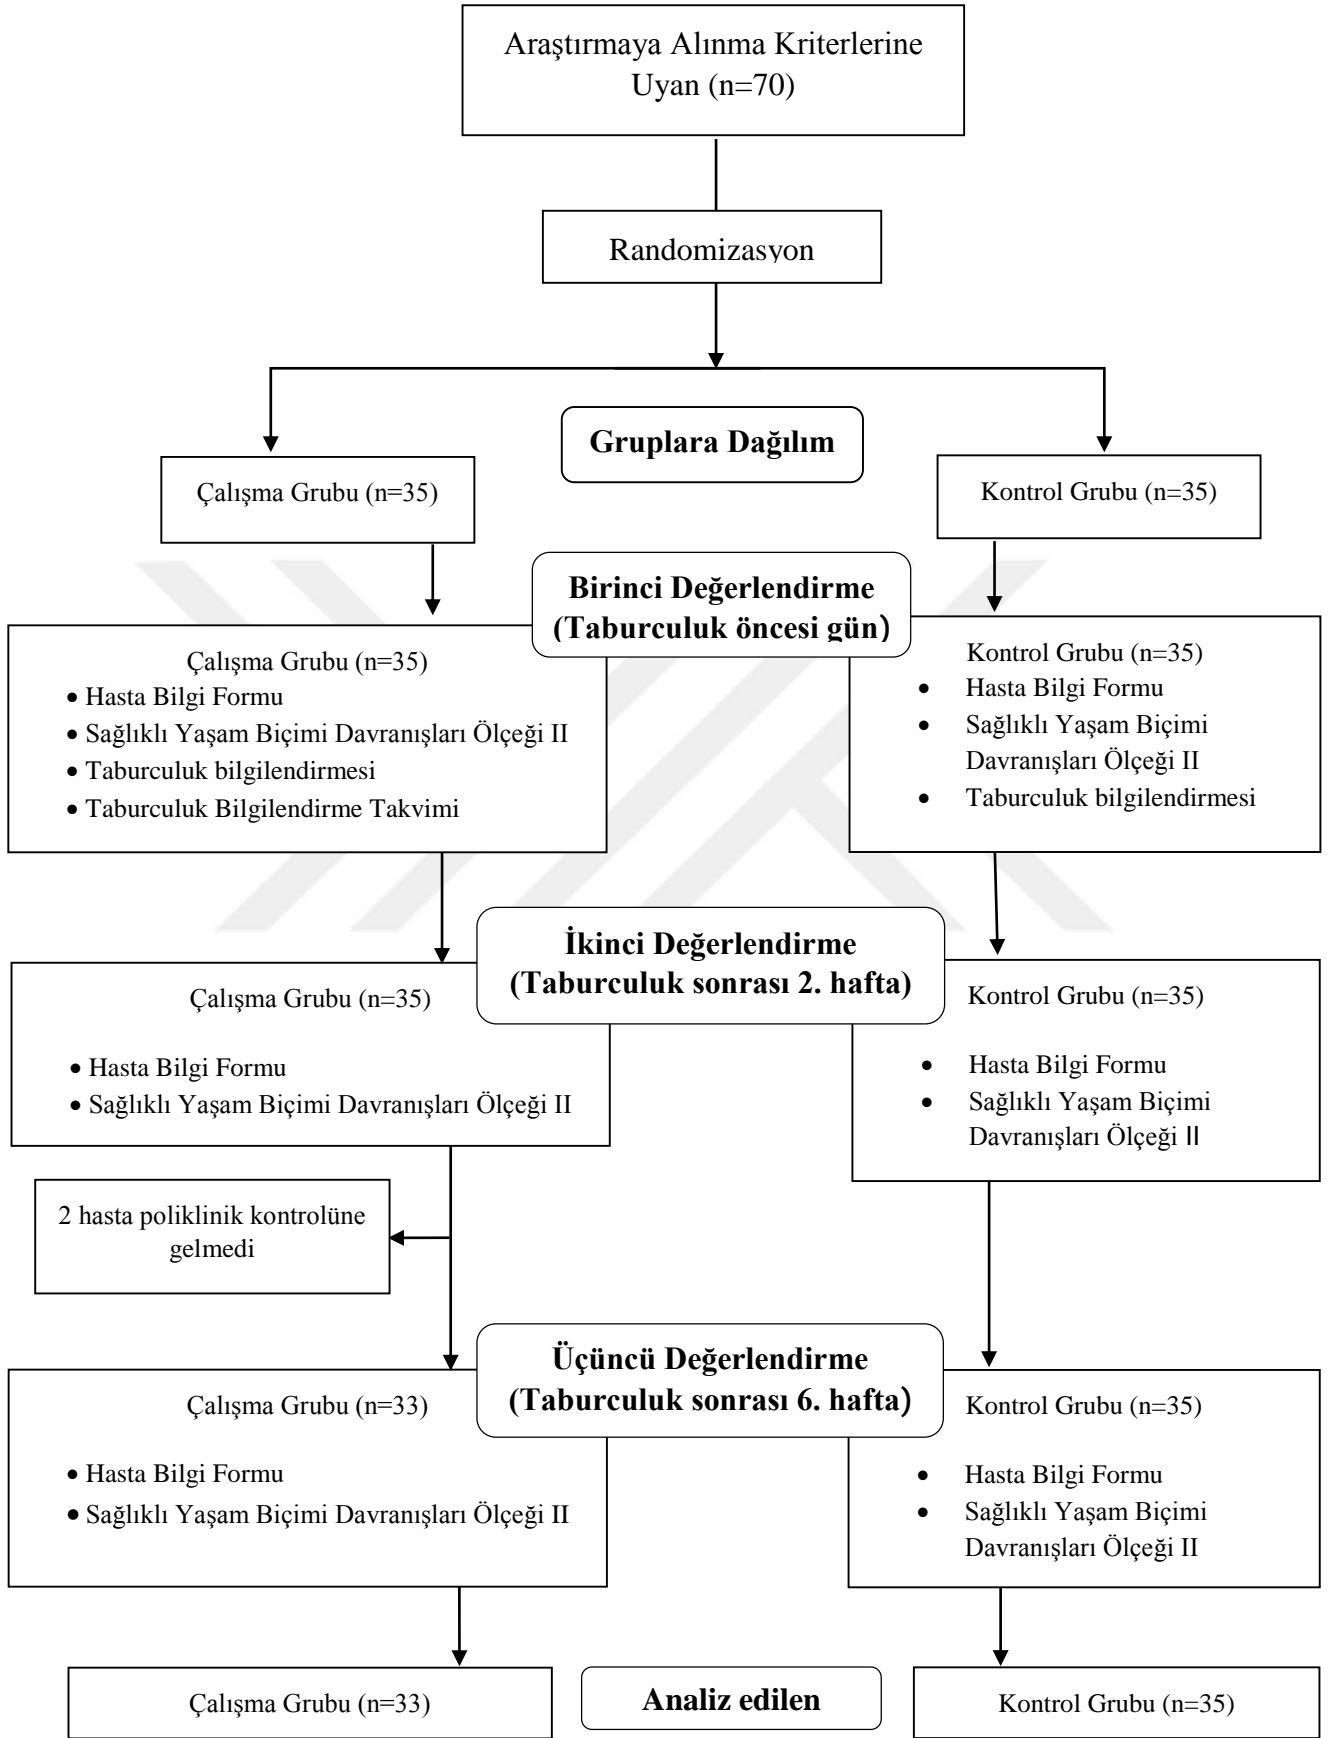 Araştırmaya Alınma Kriterlerine
Uyan (n=70)
Randomizasyon
Gruplara Dağılım
Çalışma Grubu (n=35)
Kontrol Grubu (n=35)
Birinci Değerlendirme
(Taburculuk öncesi gün)
Çalışma Grubu (n=35)
• Hasta Bilgi Formu
• Sağlıklı Yaşam Biçimi Davranışları Ölçeği II
• Taburculuk bilgilendirmesi
• Taburculuk Bilgilendirme Takvimi
Kontrol Grubu (n=35)
• Hasta Bilgi Formu
• Sağlıklı Yaşam Biçimi
Davranışları Ölçeği II
• Taburculuk bilgilendirmesi
İkinci Değerlendirme
(Taburculuk sonrası 2. hafta)
Çalışma Grubu (n=35)
• Hasta Bilgi Formu
• Sağlıklı Yaşam Biçimi Davranışları Ölçeği II
Kontrol Grubu (n=35)
• Hasta Bilgi Formu
• Sağlıklı Yaşam Biçimi
Davranışları Ölçeği II
2 hasta poliklinik kontrolüne
gelmedi
Üçüncü Değerlendirme
(Taburculuk sonrası 6. hafta)
Çalışma Grubu (n=33)
• Hasta Bilgi Formu
• Sağlıklı Yaşam Biçimi Davranışları Ölçeği II
Kontrol Grubu (n=35)
• Hasta Bilgi Formu
• Sağlıklı Yaşam Biçimi
Davranışları Ölçeği II
Çalışma Grubu (n=33)
Analiz edilen
Kontrol Grubu (n=35)